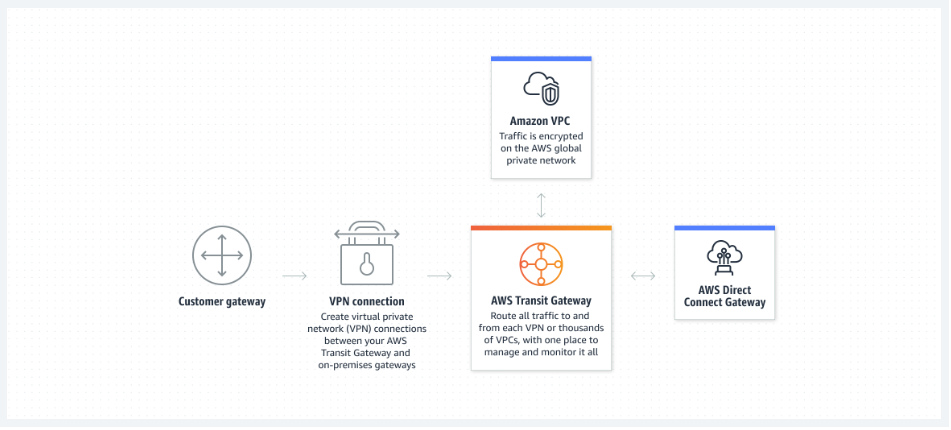 Amazon VPC
Traffic is encrypted
on the AWS global
private network
Customer gateway
VPN connection
Create virtual private
network (VPN) connections
between your AWS
Transit Gateway and
on-premises gateways
AWS Transit Gateway
Route all traffic to and
from each VPN or thousands
of VPCs, with one place to
manage and monitor it all
AWS Direct
Connect Gateway